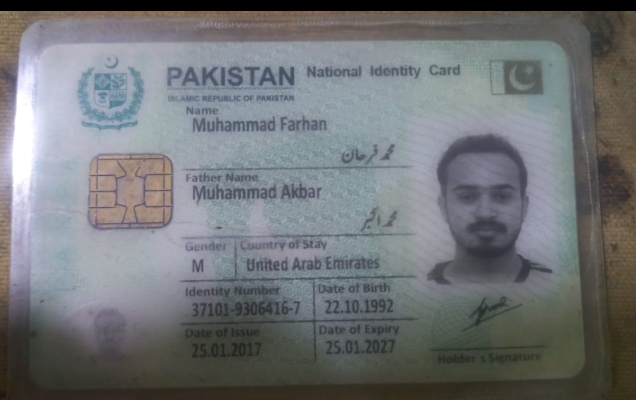 PAKISTAN National Identity Card
ISLAMIC REPUBLIC OF PAKISTAN
Name
Muhammad Farhan
محمد فرحان
Father Name
Muhammad Akbar
محمد اکبر
Gender Country of Stay
M United Arab Emirates
Identity Number Date of Birth
37101-9306416-7 22.10.1992
Date of Issue Date of Expiry
25.01.2017 25.01.2027
Holder's Signature